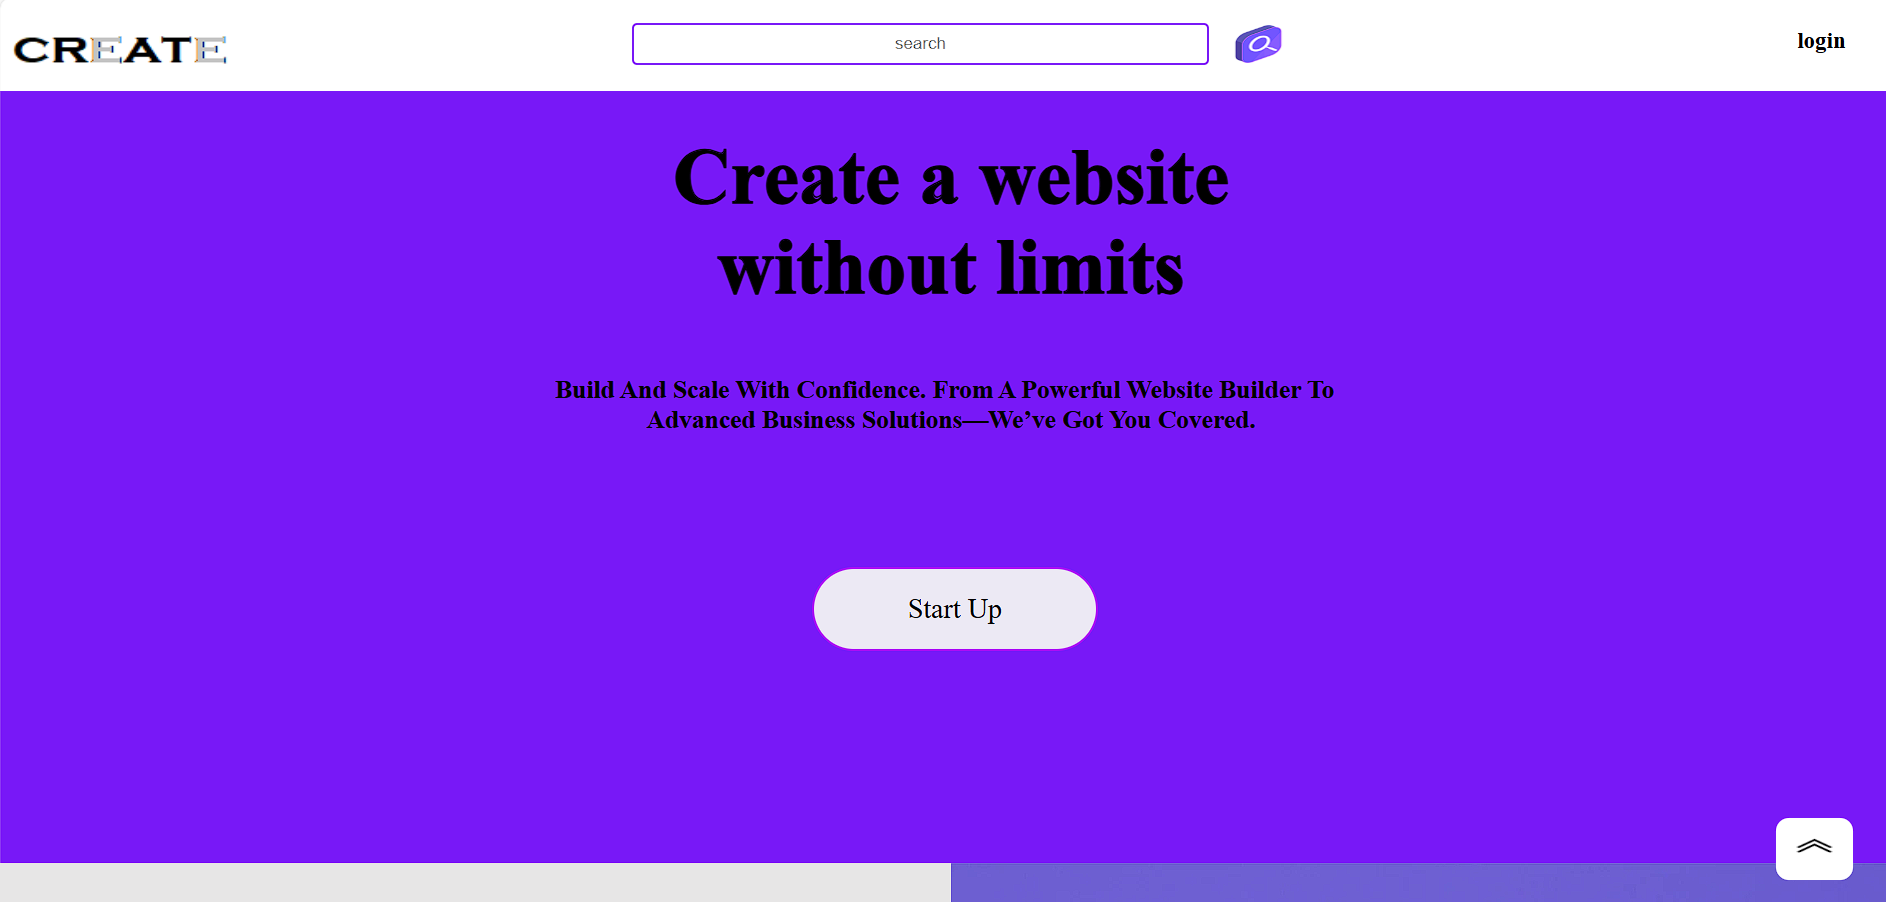 CREATE
search
login
Create a website
without limits
Build And Scale With Confidence. From A Powerful Website Builder To
Advanced Business Solutions—We’ve Got You Covered.
Start Up